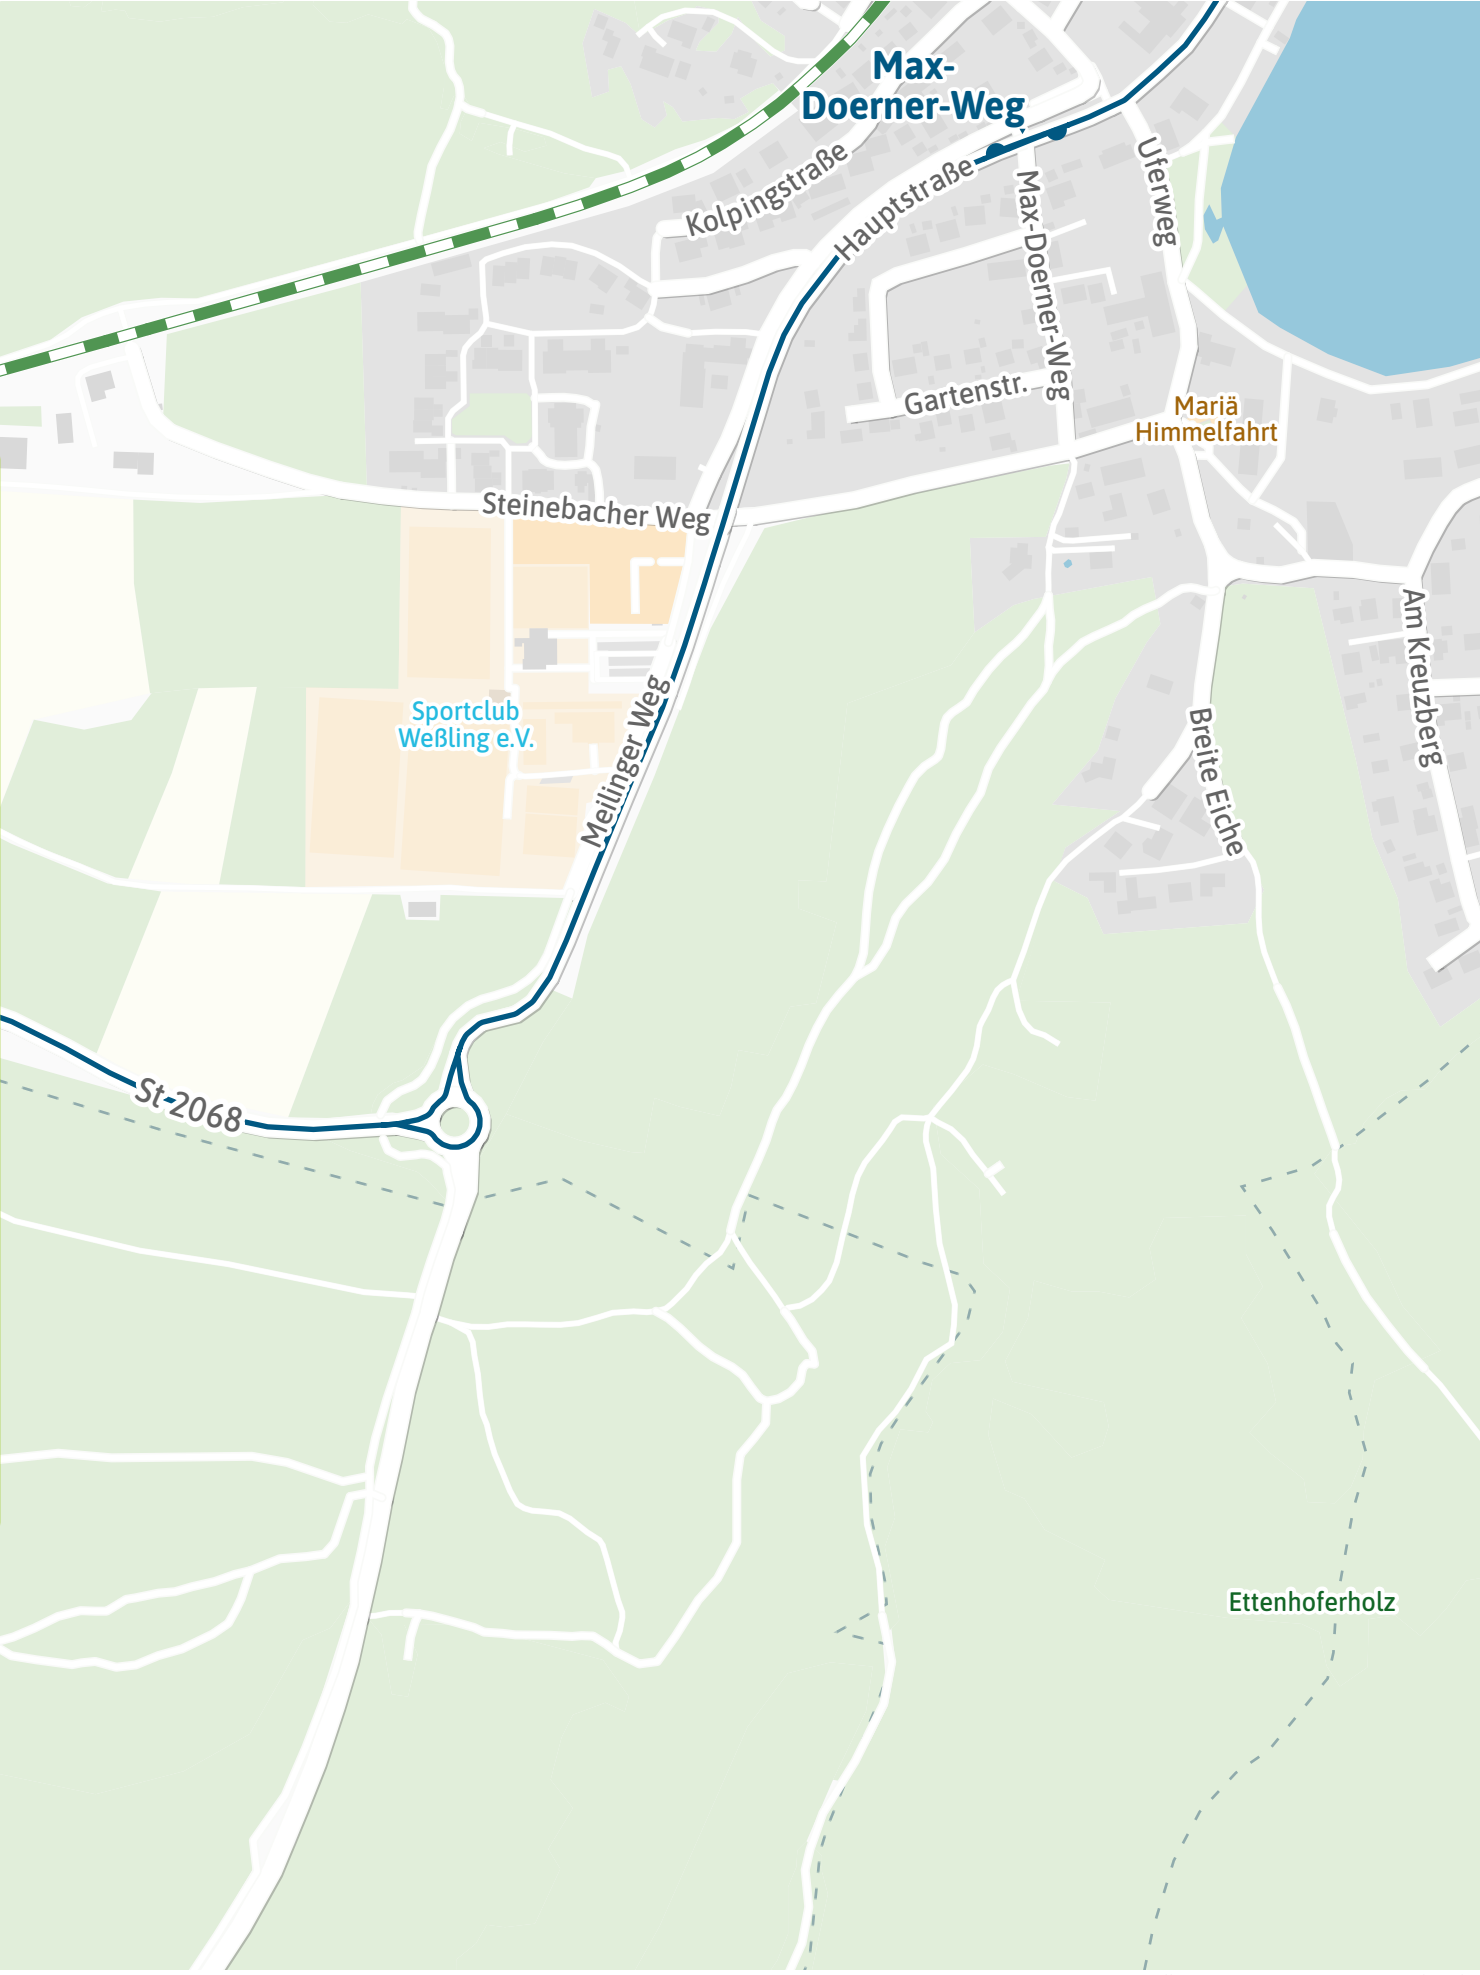 Max-
Doerner-Weg
Kolpingstraße
Hauptstraße
Uferweg
Max-Doerner-Weg
Gartenstr.
Mariä
Himmelfahrt
Steinebacher Weg
Am Kreuzberg
Sportclub
Weßling e.V.
Meilinger Weg
Breite Eiche
St 2068
Ettenhoferholz